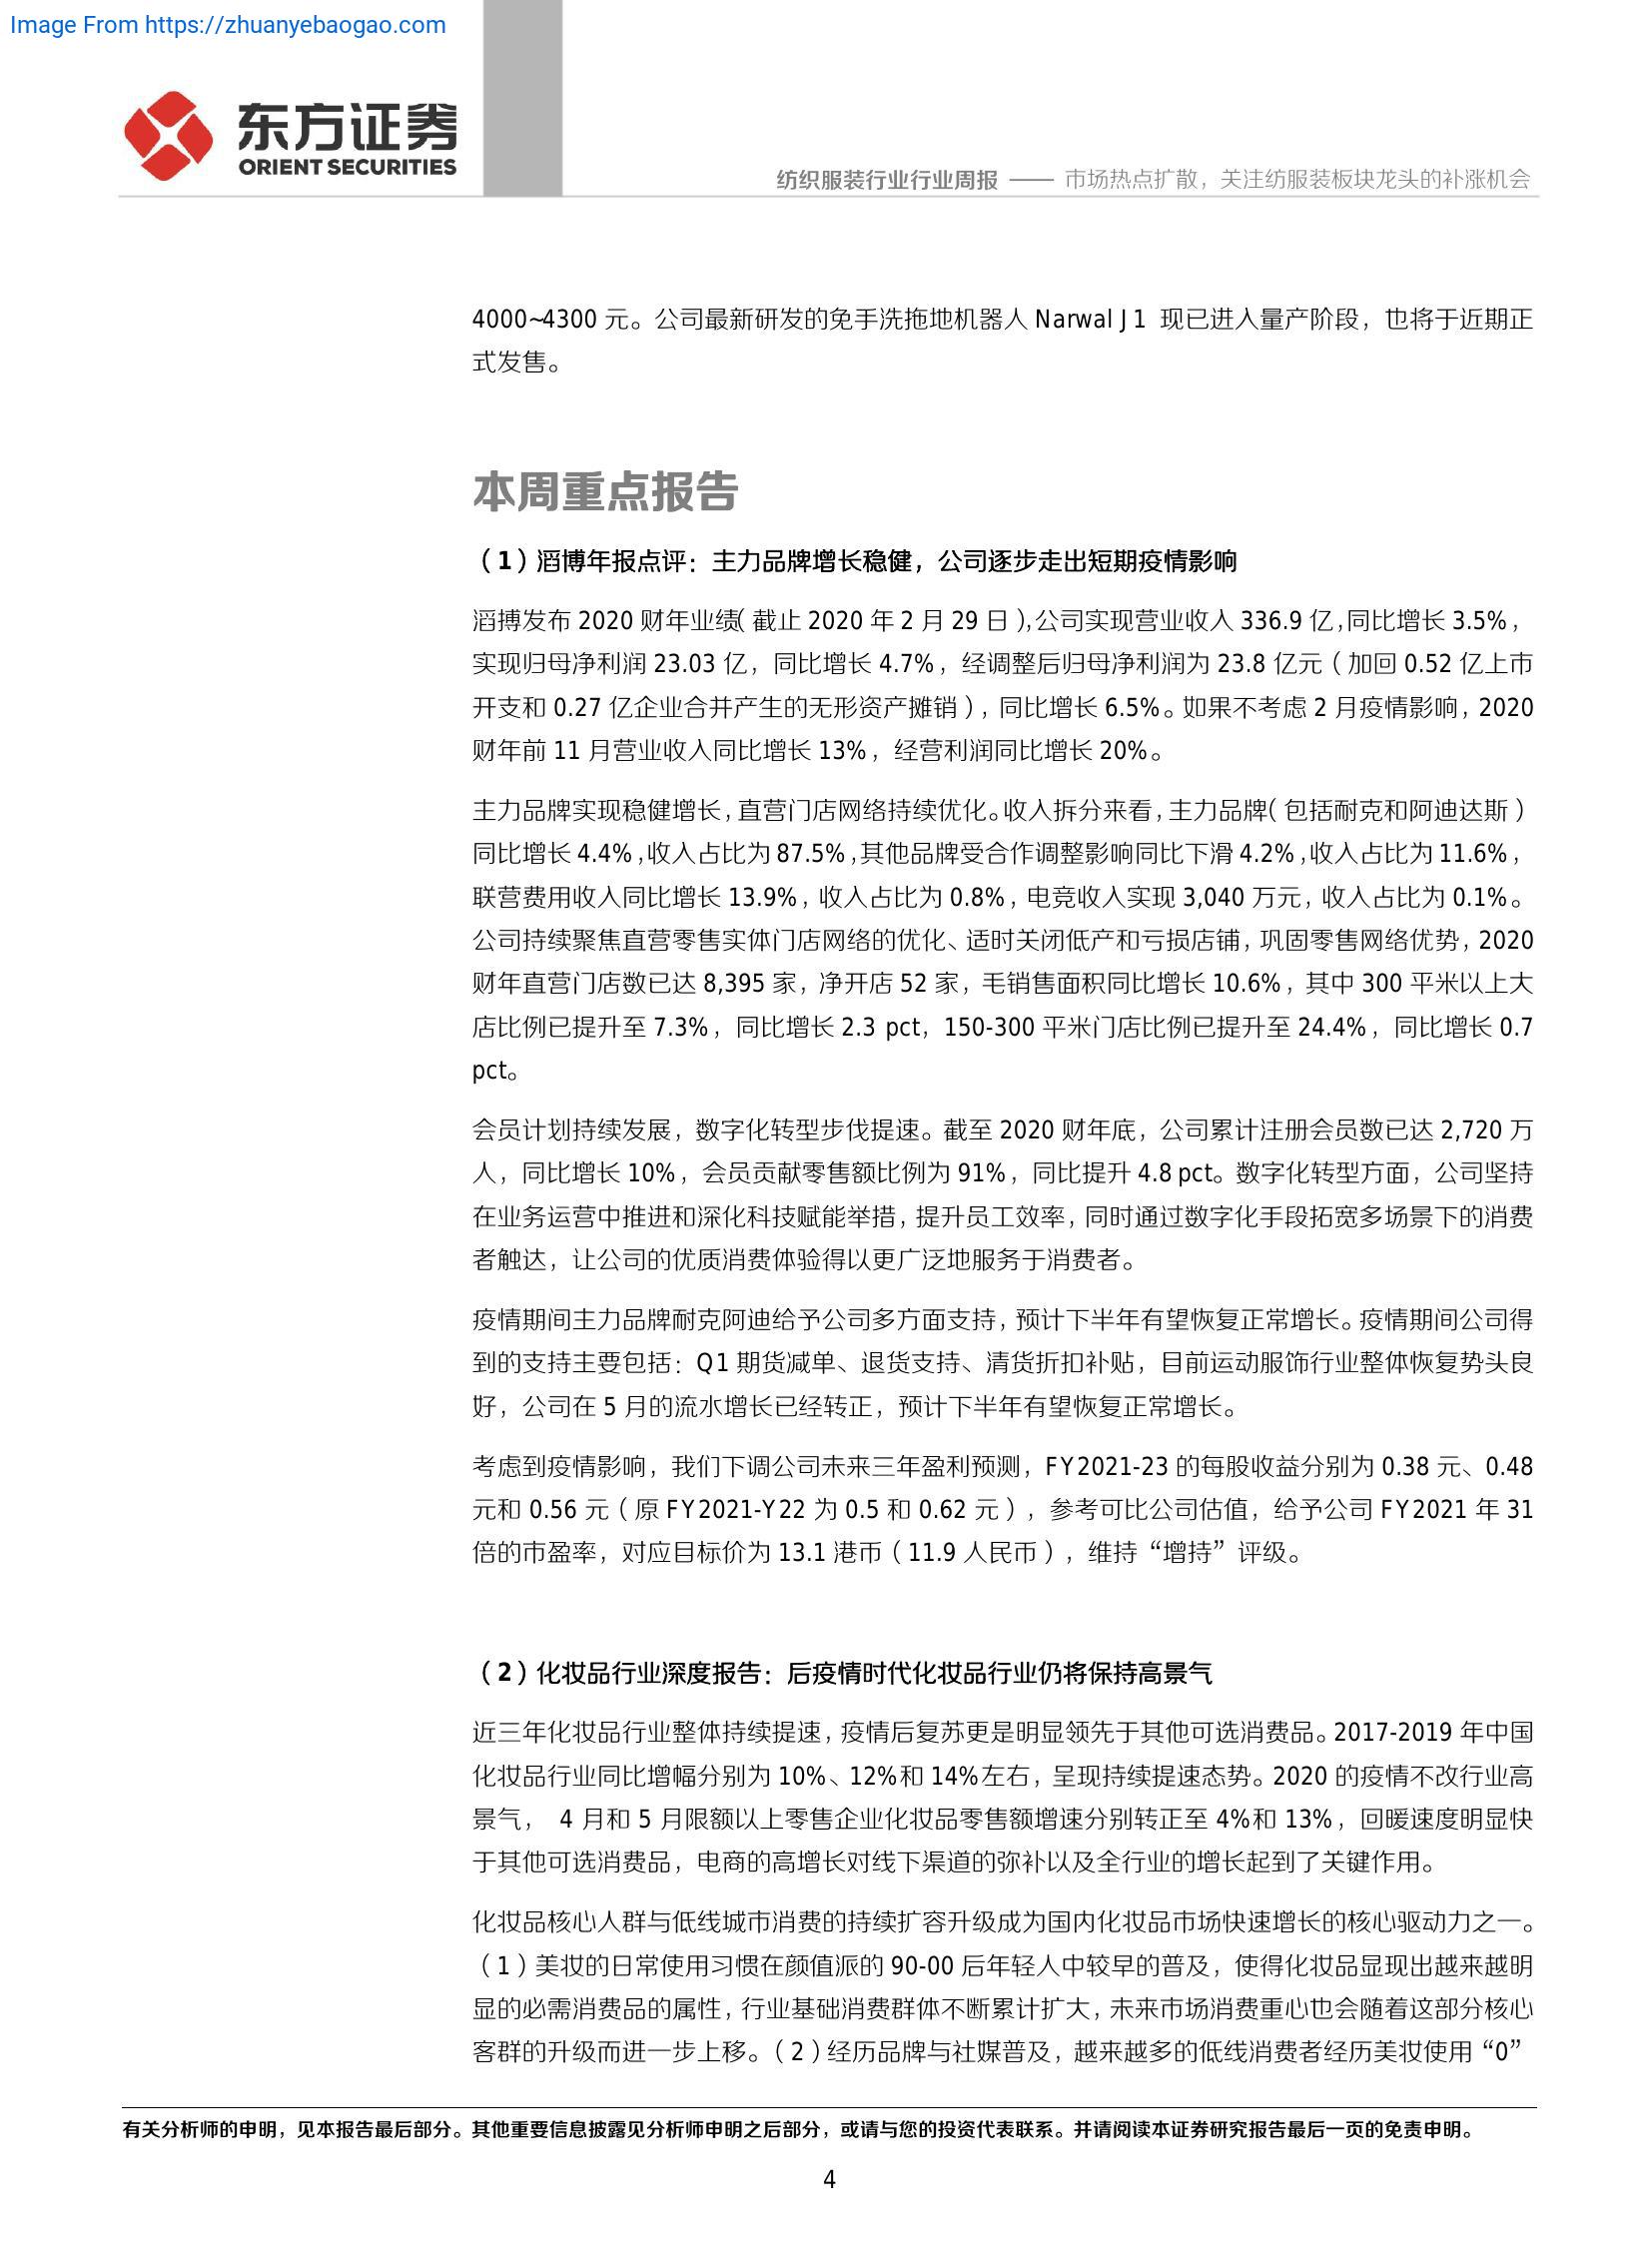 Image From https://zhuanyebaogao.com
东方证券
ORIENT SECURITIES
纺织服装行业行业周报 —— 市场热点扩散，关注纺服装板块龙头的补涨机会
4000~4300 元。公司最新研发的免手洗拖地机器人 Narwal J1 现已进入量产阶段，也将于近期正
式发售。
本周重点报告
（1）滔博年报点评：主力品牌增长稳健，公司逐步走出短期疫情影响
滔搏发布 2020 财年业绩（截止 2020 年 2 月 29 日），公司实现营业收入 336.9 亿，同比增长 3.5%，
实现归母净利润 23.03 亿，同比增长 4.7%，经调整后归母净利润为 23.8 亿元（加回 0.52 亿上市
开支和 0.27 亿企业合并产生的无形资产摊销），同比增长 6.5%。如果不考虑 2 月疫情影响，2020
财年前 11 月营业收入同比增长 13%，经营利润同比增长 20%。
主力品牌实现稳健增长，直营门店网络持续优化。收入拆分来看，主力品牌（包括耐克和阿迪达斯）
同比增长 4.4%，收入占比为 87.5%，其他品牌受合作调整影响同比下滑 4.2%，收入占比为 11.6%，
联营费用收入同比增长 13.9%，收入占比为 0.8%，电竞收入实现 3,040 万元，收入占比为 0.1%。
公司持续聚焦直营零售实体门店网络的优化、适时关闭低产和亏损店铺，巩固零售网络优势，2020
财年直营门店数已达 8,395 家，净开店 52 家，毛销售面积同比增长 10.6%，其中 300 平米以上大
店比例已提升至 7.3%，同比增长 2.3 pct，150-300 平米门店比例已提升至 24.4%，同比增长 0.7
pct。
会员计划持续发展，数字化转型步伐提速。截至 2020 财年底，公司累计注册会员数已达 2,720 万
人，同比增长 10%，会员贡献零售额比例为 91%，同比提升 4.8 pct。数字化转型方面，公司坚持
在业务运营中推进和深化科技赋能举措，提升员工效率，同时通过数字化手段拓宽多场景下的消费
者触达，让公司的优质消费体验得以更广泛地服务于消费者。
疫情期间主力品牌耐克阿迪给予公司多方面支持，预计下半年有望恢复正常增长。疫情期间公司得
到的支持主要包括：Q1 期货减单、退货支持、清货折扣补贴，目前运动服饰行业整体恢复势头良
好，公司在 5 月的流水增长已经转正，预计下半年有望恢复正常增长。
考虑到疫情影响，我们下调公司未来三年盈利预测，FY2021-23 的每股收益分别为 0.38 元、0.48
元和 0.56 元（原 FY2021-Y22 为 0.5 和 0.62 元），参考可比公司估值，给予公司 FY2021 年 31
倍的市盈率，对应目标价为 13.1 港币（11.9 人民币），维持“增持”评级。
（2）化妆品行业深度报告：后疫情时代化妆品行业仍将保持高景气
近三年化妆品行业整体持续提速，疫情后复苏更是明显领先于其他可选消费品。2017-2019 年中国
化妆品行业同比增幅分别为 10%、12%和 14%左右，呈现持续提速态势。2020 的疫情不改行业高
景气， 4 月和 5 月限额以上零售企业化妆品零售额增速分别转正至 4%和 13%，回暖速度明显快
于其他可选消费品，电商的高增长对线下渠道的弥补以及全行业的增长起到了关键作用。
化妆品核心人群与低线城市消费的持续扩容升级成为国内化妆品市场快速增长的核心驱动力之一。
（1）美妆的日常使用习惯在颜值派的 90-00 后年轻人中较早的普及，使得化妆品显现出越来越明
显的必需消费品的属性，行业基础消费群体不断累计扩大，未来市场消费重心也会随着这部分核心
客群的升级而进一步上移。（2）经历品牌与社媒普及，越来越多的低线消费者经历美妆使用“0”
有关分析师的申明，见本报告最后部分。其他重要信息披露见分析师申明之后部分，或请与您的投资代表联系。并请阅读本证券研究报告最后一页的免责申明。
4